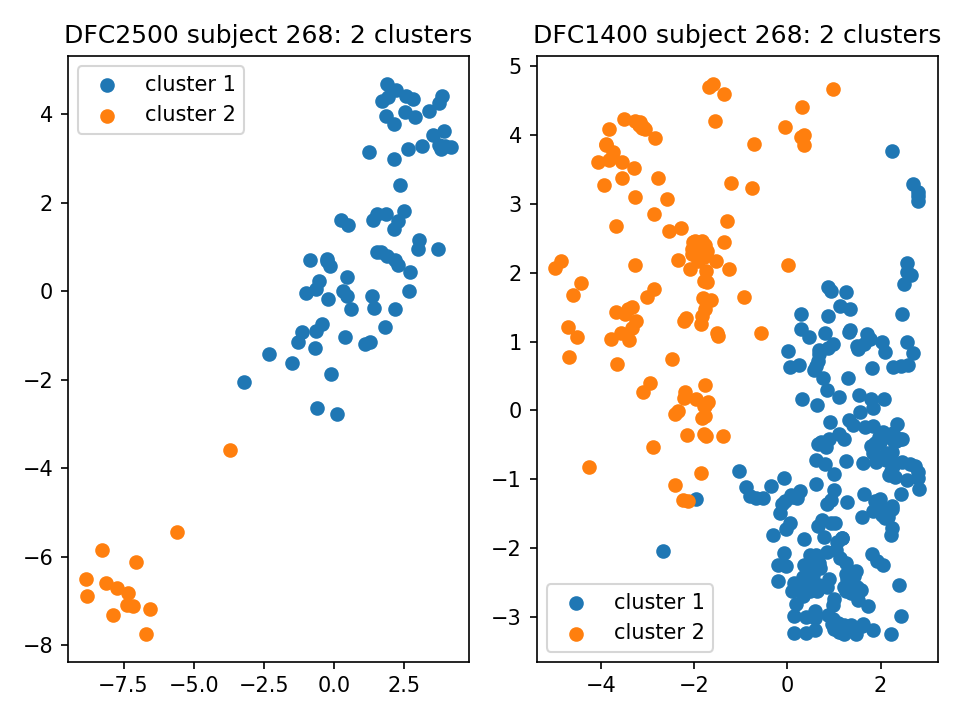 DFC2500 subject 268: 2 clusters
cluster 1
cluster 2
4
2
0
−2
−4
−6
−8
−7.5 −5.0 −2.5 0.0 2.5
DFC1400 subject 268: 2 clusters
5
4
3
2
1
0
−1
−2
−3
cluster 1
cluster 2
−4 −2 0 2